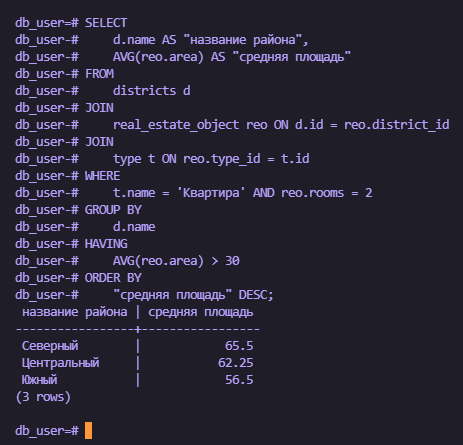 db_user=# SELECT
db_user-#     d.name AS "название района",
db_user-#     AVG(reo.area) AS "средняя площадь"
db_user-# FROM
db_user-#     districts d
db_user-# JOIN
db_user-#     real_estate_object reo ON d.id = reo.district_id
db_user-# JOIN
db_user-#     type t ON reo.type_id = t.id
db_user-# WHERE
db_user-#     t.name = 'Квартира' AND reo.rooms = 2
db_user-# GROUP BY
db_user-#     d.name
db_user-# HAVING
db_user-#     AVG(reo.area) > 30
db_user-# ORDER BY
db_user-#     "средняя площадь" DESC;
 название района | средняя площадь
-----------------+-----------------
 Северный        |            65.5
 Центральный     |           62.25
 Южный           |            56.5
(3 rows)

db_user=#